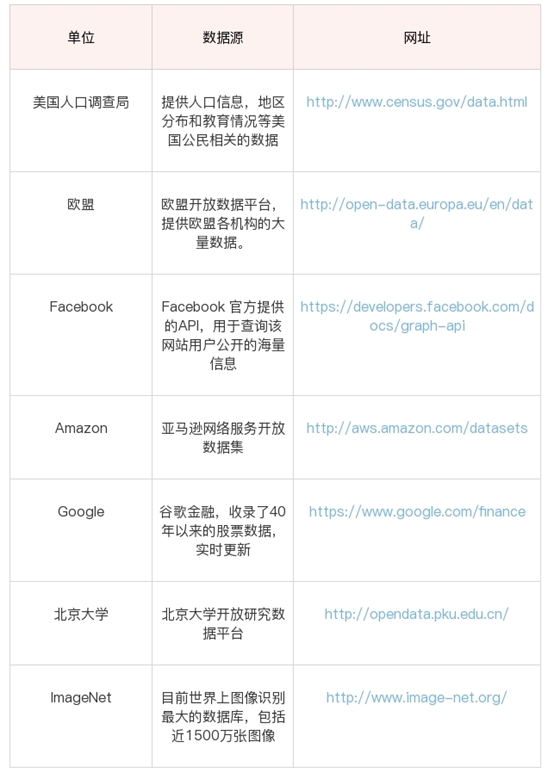 单位
数据源
网址
美国人口调查局
提供人口信息，地区
分布和教育情况等美
国公民相关的数据
http://www.census.gov/data.html
欧盟
欧盟开放数据平台，
提供欧盟各机构的大
量数据。
http://open-data.europa.eu/en/dat
a/
Facebook
Facebook 官方提供
的API，用于查询该
网站用户公开的海量
信息
https://developers.facebook.com/d
ocs/graph-api
Amazon
亚马逊网络服务开放
数据集
http://aws.amazon.com/datasets
Google
谷歌金融，收录了40
年以来的股票数据，
实时更新
https://www.google.com/finance
北京大学
北京大学开放研究数
据平台
http://opendata.pku.edu.cn/
ImageNet
目前世界上图像识别
最大的数据库，包括
近1500万张图像
http://www.image-net.org/